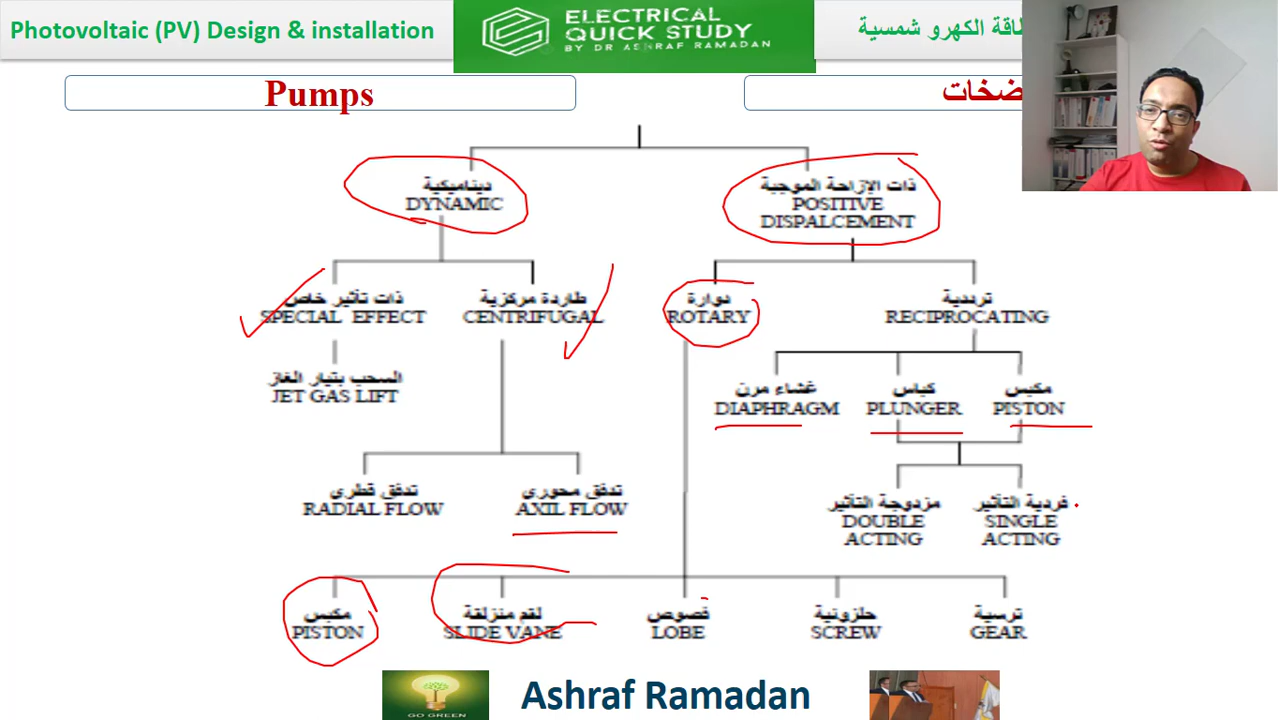 Photovoltaic (PV) Design & installation
ELECTRICAL
QUICK STUDY
BY DR ASHRAF RAMADAN
الكهرو شمسية
Pumps
ديناميكية
DYNAMIC
ذات الإزاحة الموجبة
POSITIVE
DISPALCEMENT
ذات تأثير خاص
SPECIAL EFFECT
طاردة مركزية
CENTRIFUGAL
دوارة
ROTARY
ترددية
RECIPROCATING
السحب بتيار الغاز
JET GAS LIFT
غشاء مرن
DIAPHRAGM
كباس
PLUNGER
مكبس
PISTON
تدفق قطري
RADIAL FLOW
تدفق محوري
AXIL FLOW
مزدوجة التأثير
DOUBLE
ACTING
فردية التأثير
SINGLE
ACTING
مكبس
PISTON
لقم منزلقة
SLIDE VANE
فصوص
LOBE
حلزونية
SCREW
ترسية
GEAR
GO GREEN
Ashraf Ramadan